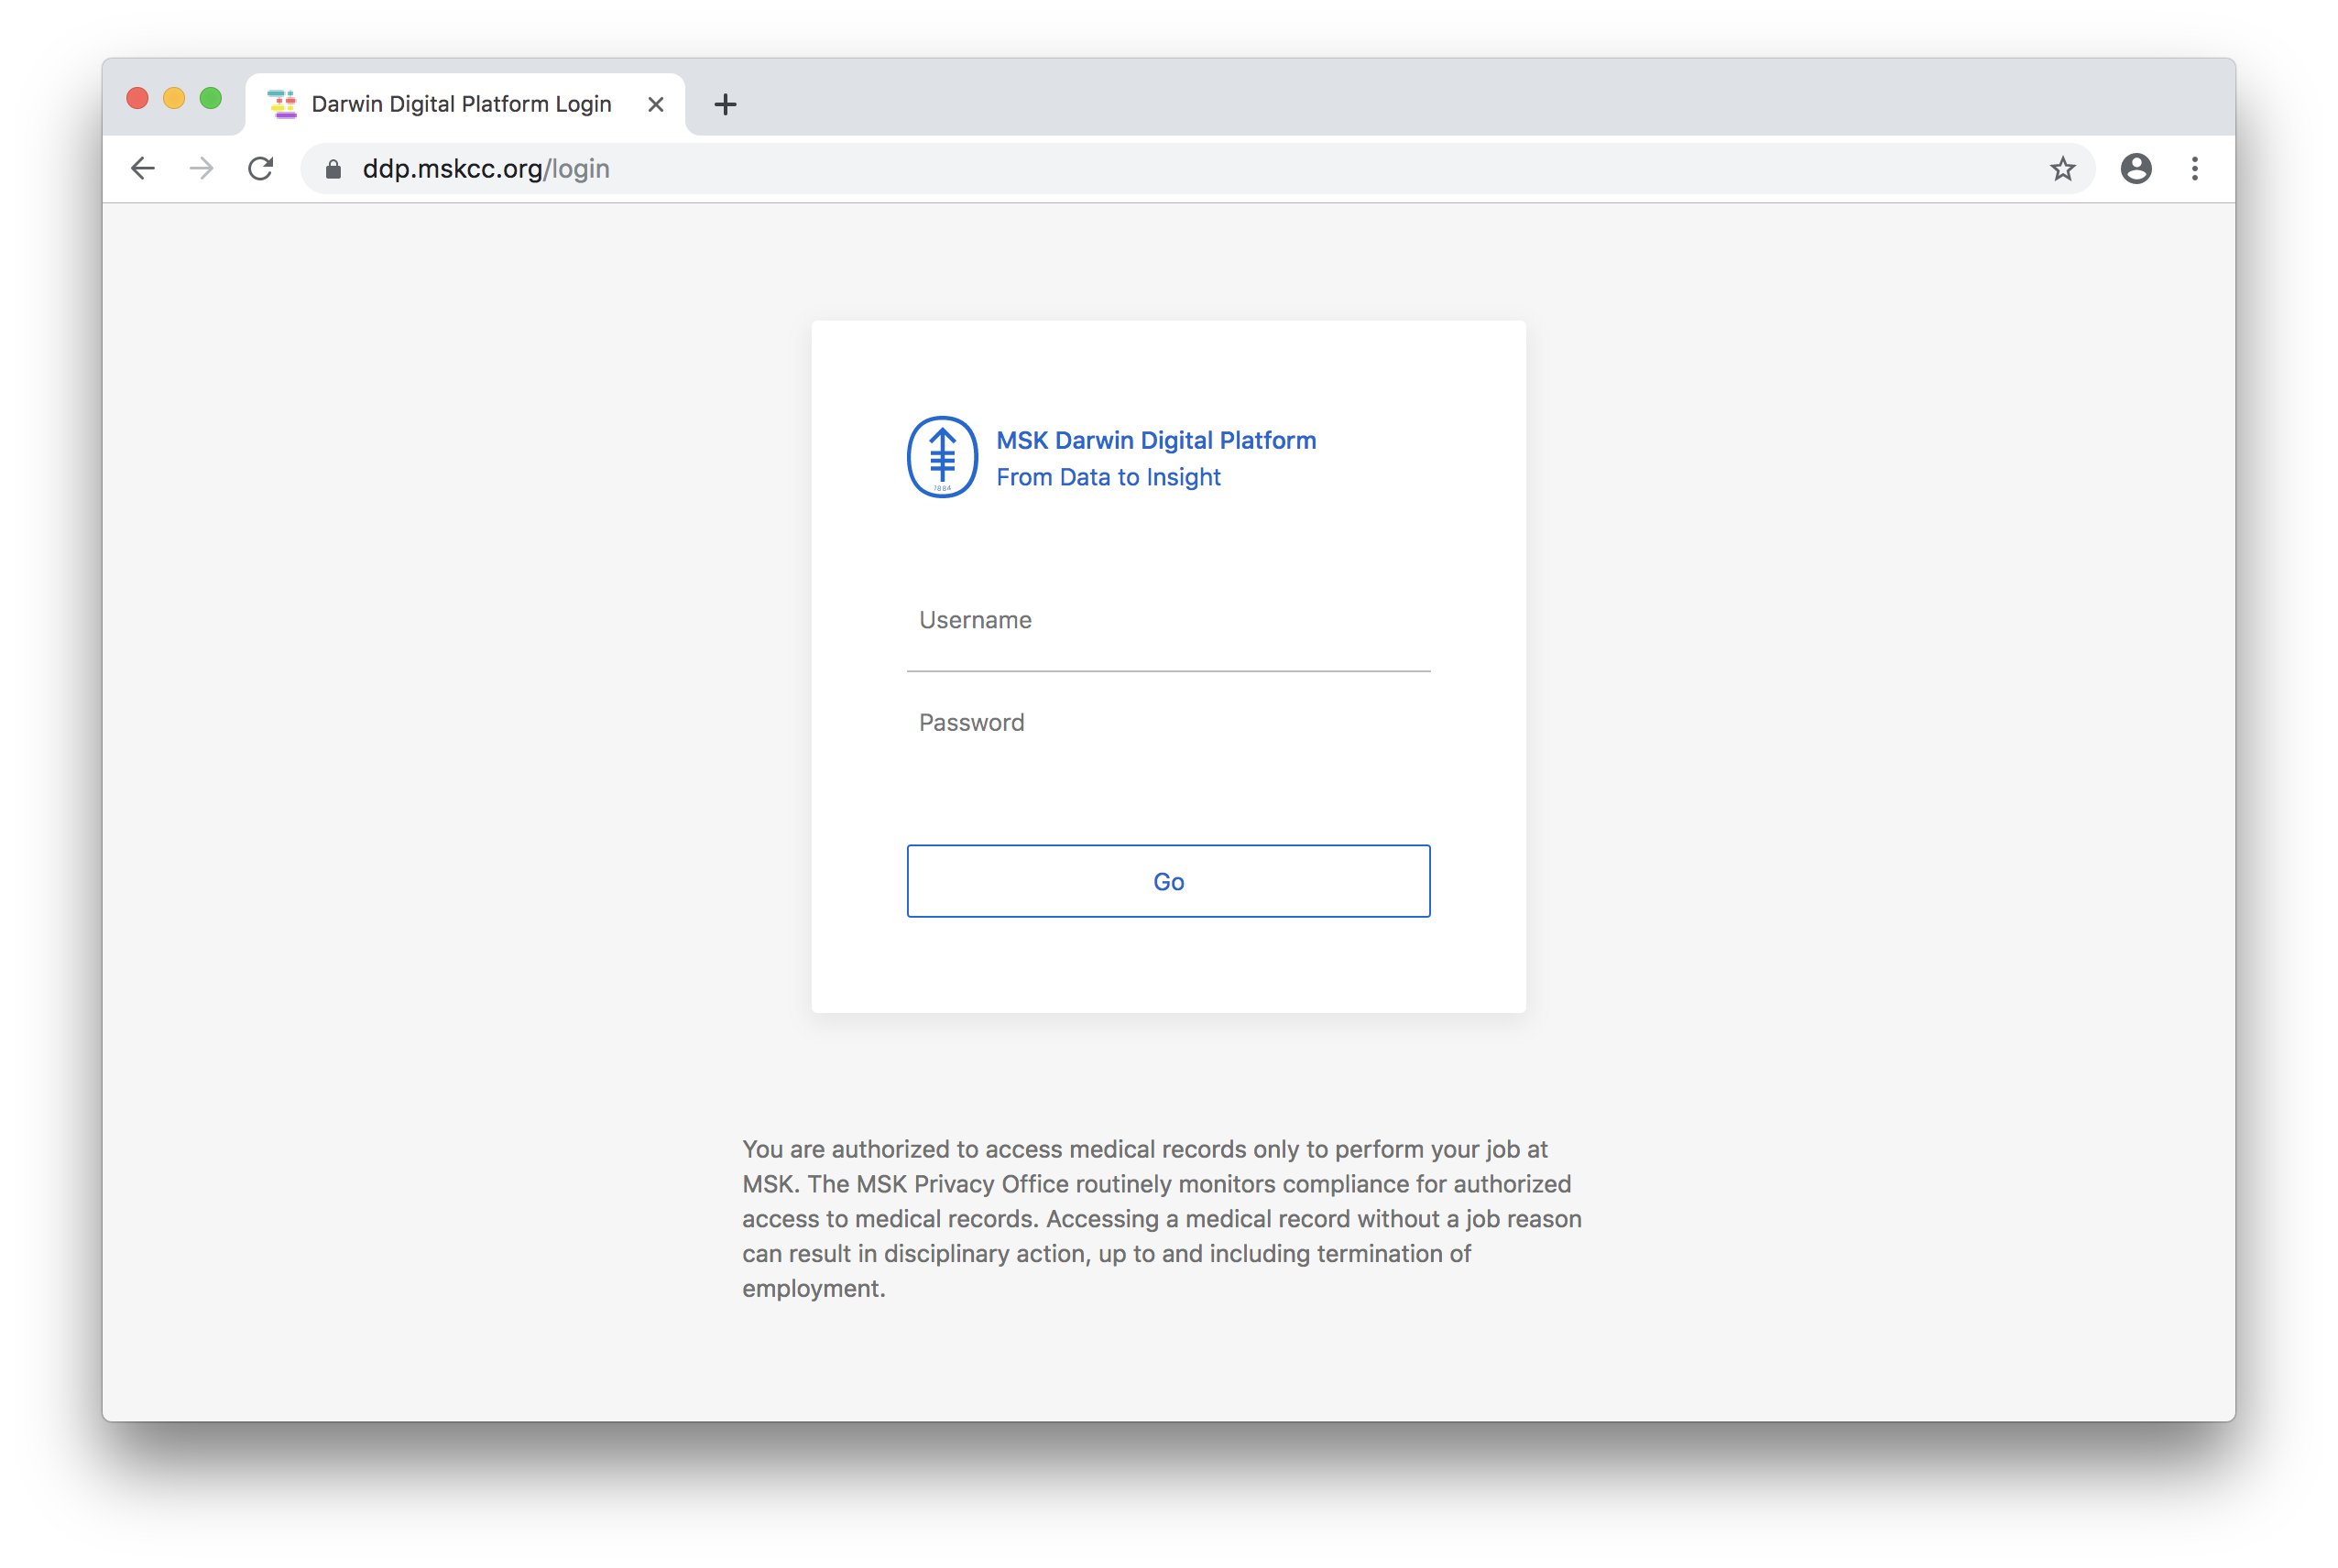 Darwin Digital Platform Login
ddp.mskcc.org/login
1884
MSK Darwin Digital Platform
From Data to Insight
Username
Password
Go
You are authorized to access medical records only to perform your job at
MSK. The MSK Privacy Office routinely monitors compliance for authorized
access to medical records. Accessing a medical record without a job reason
can result in disciplinary action, up to and including termination of
employment.